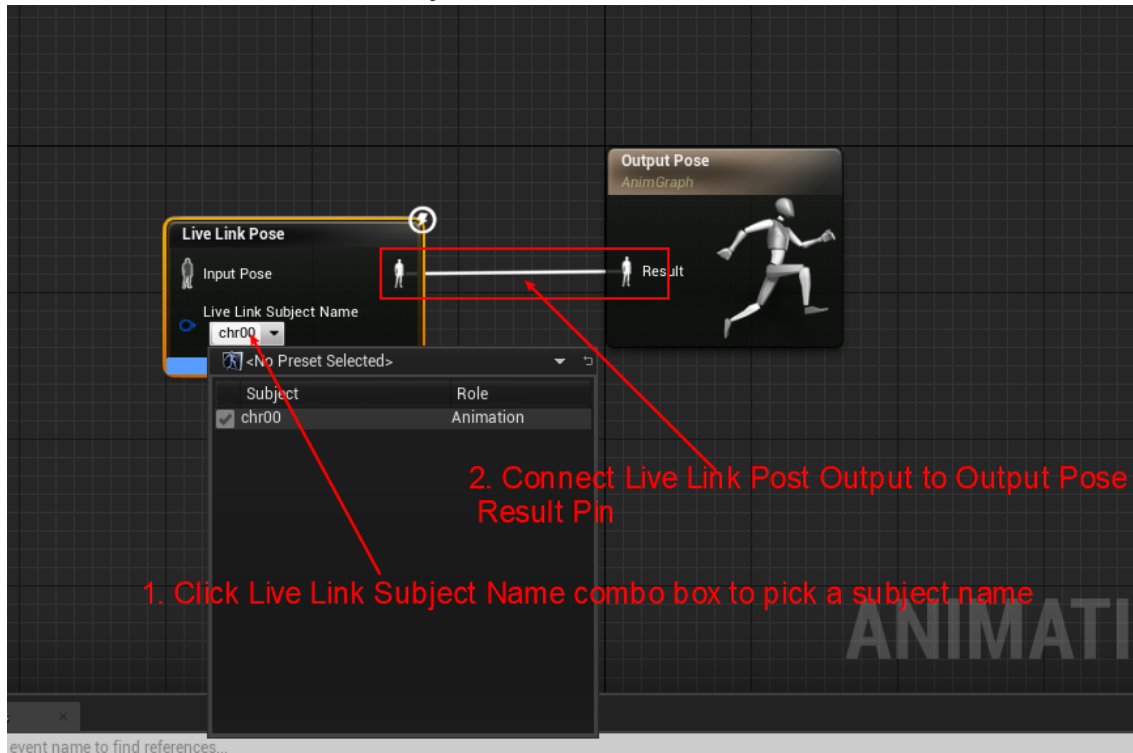 Output Pose
AnimGraph
Live Link Pose
Input Pose
Result
Live Link Subject Name
chr00
<No Preset Selected>
Subject Role
chr00 Animation
2. Connect Live Link Post Output to Output Pose
Result Pin
1. Click Live Link Subject Name combo box to pick a subject name
ANIMATI
event name to find references...